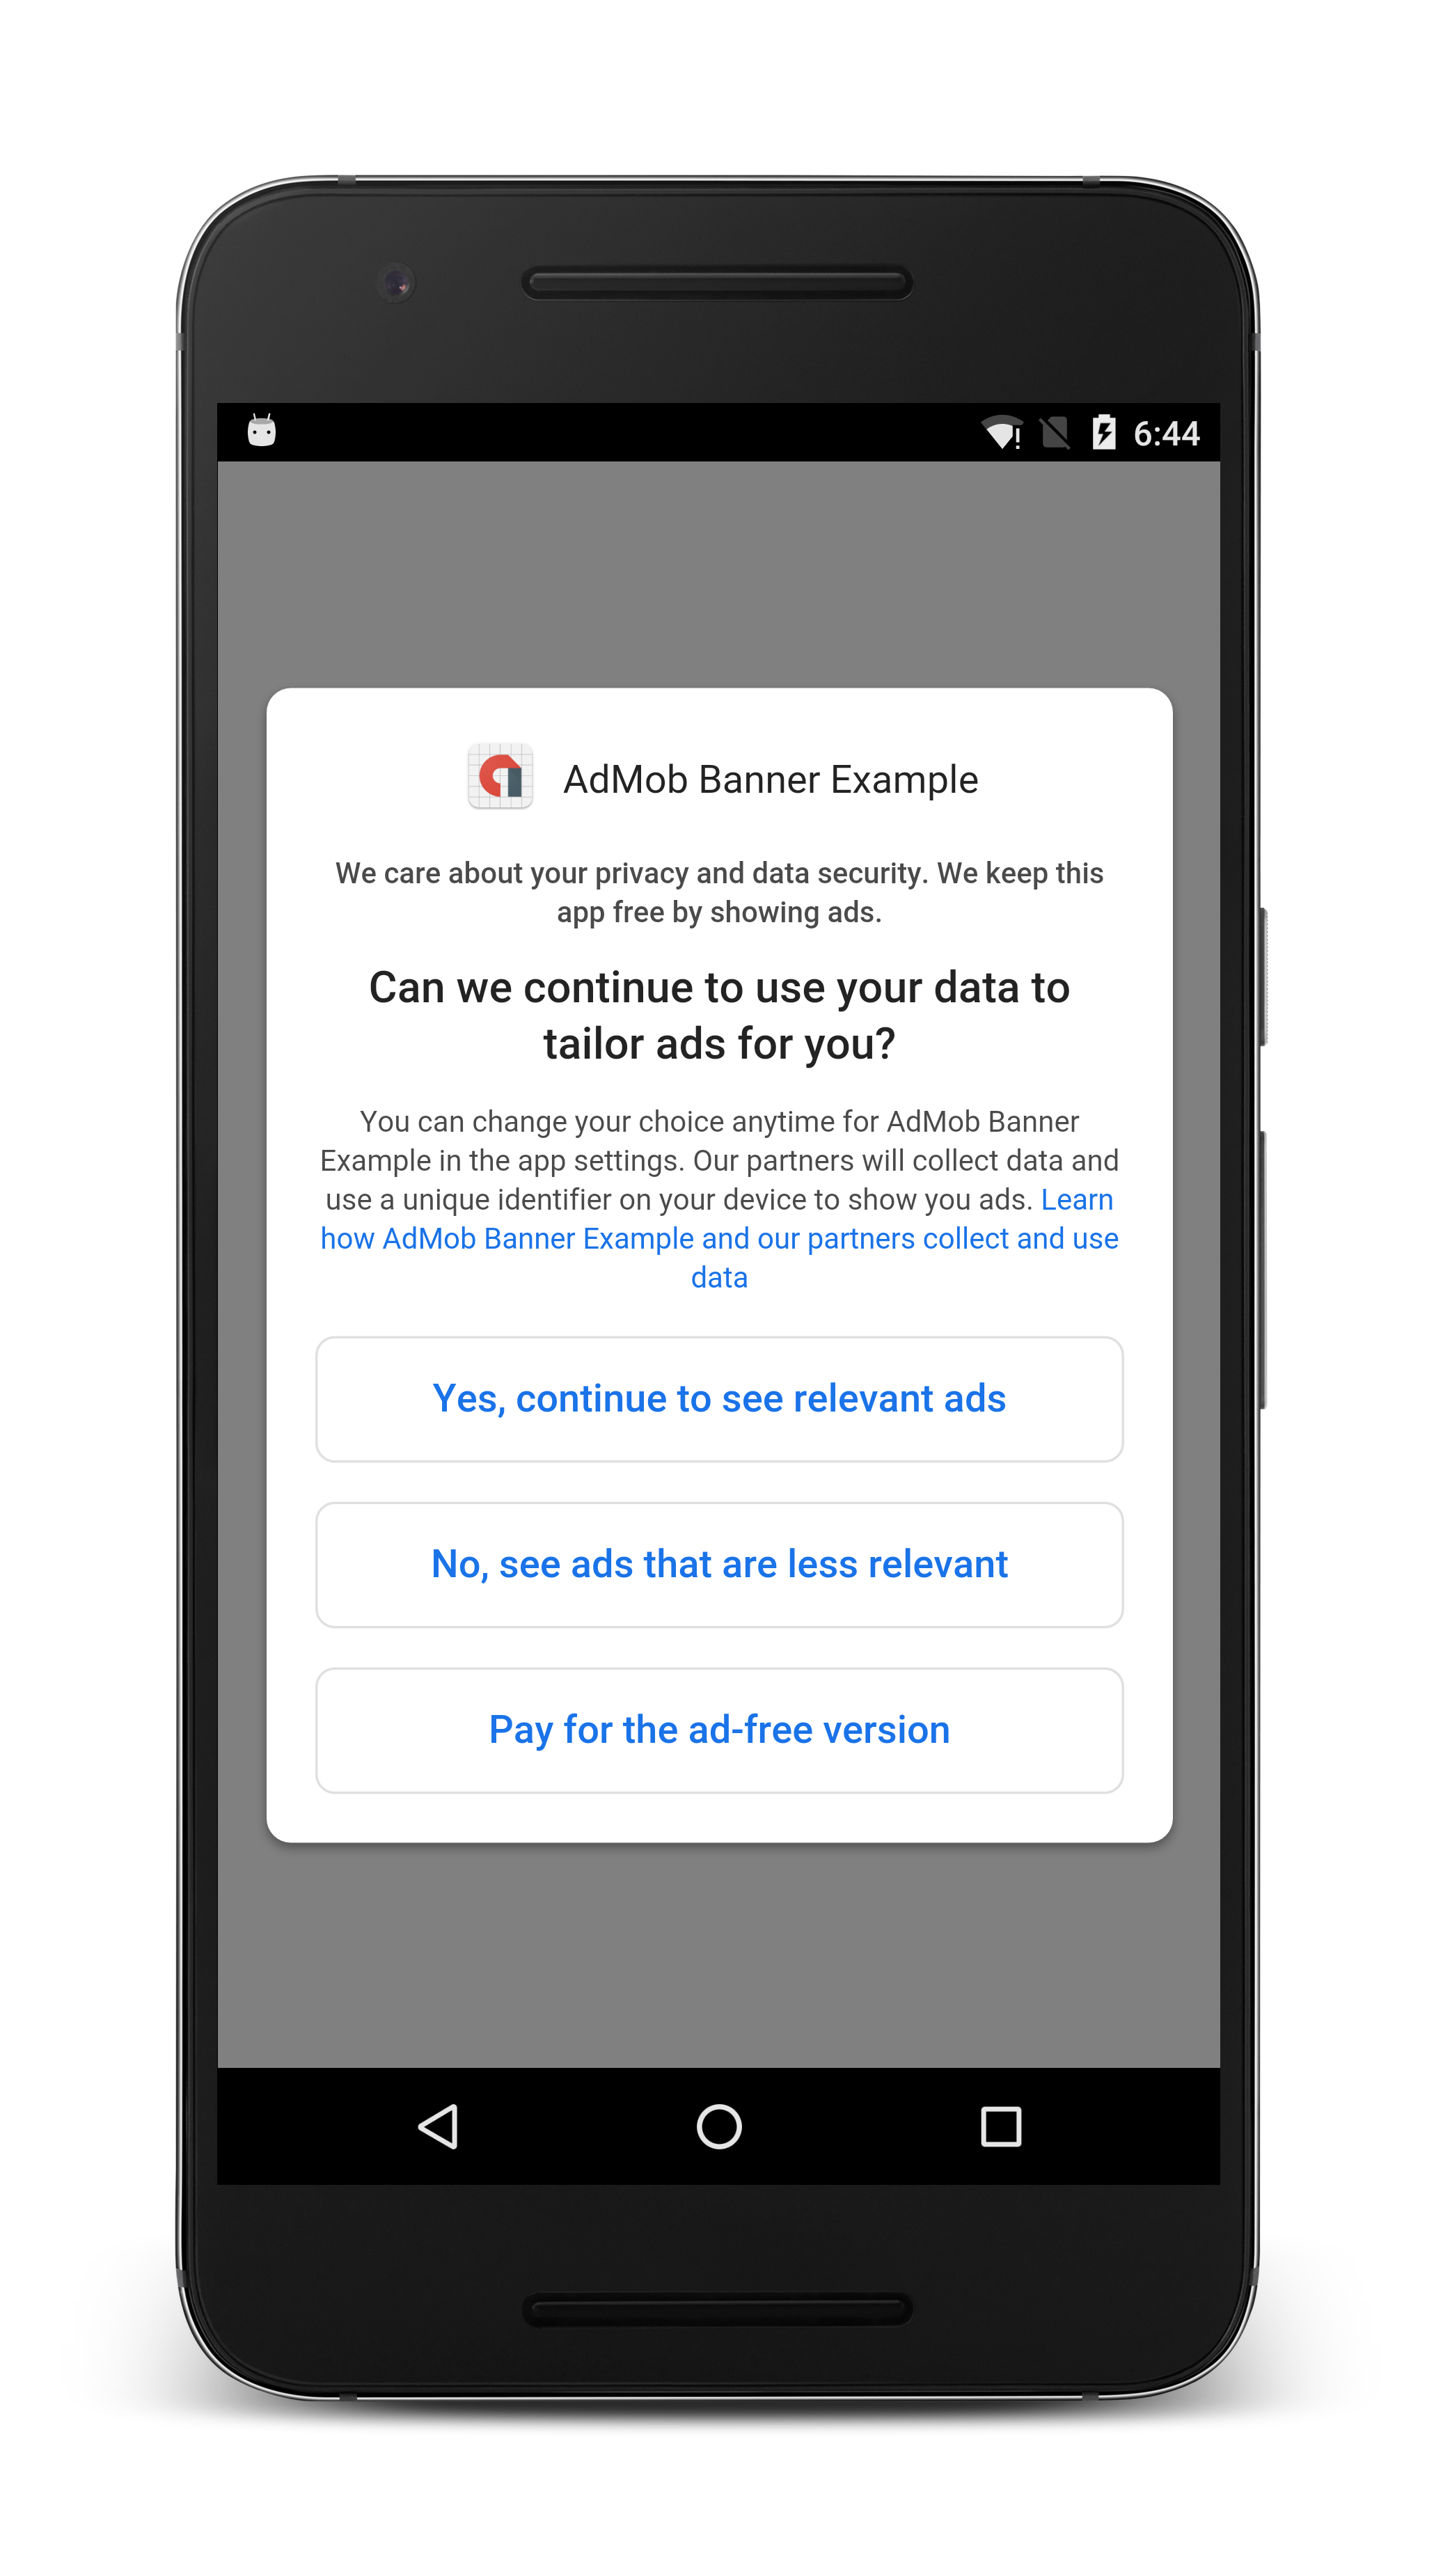 6:44
AdMob Banner Example
We care about your privacy and data security. We keep this
app free by showing ads.
Can we continue to use your data to
tailor ads for you?
You can change your choice anytime for AdMob Banner
Example in the app settings. Our partners will collect data and
use a unique identifier on your device to show you ads. Learn
how AdMob Banner Example and our partners collect and use
data
Yes, continue to see relevant ads
No, see ads that are less relevant
Pay for the ad-free version